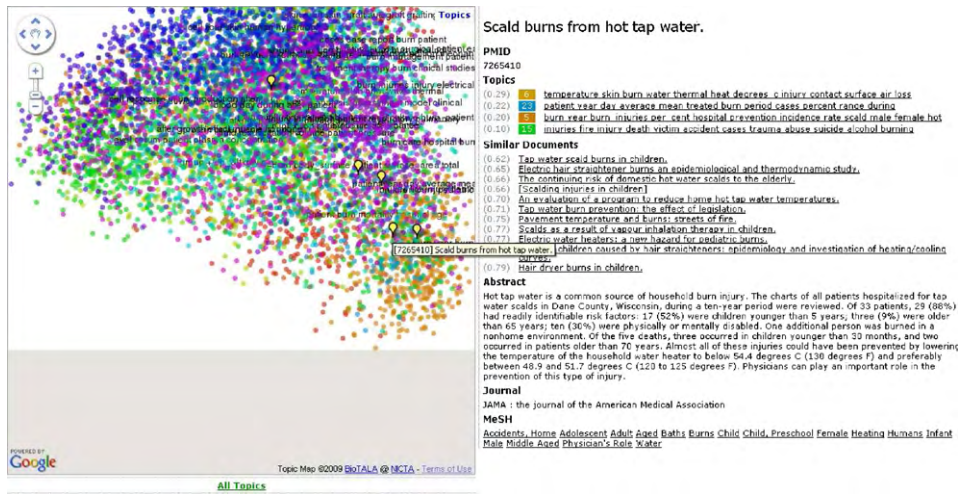 Topics
[7265410] Scald burns from hot tap water.
POWERED BY
Google
Topic Map ©2009 BioTALA @ NICTA - Terms of Use
All Topics
Scald burns from hot tap water.
PMID
7265410
Topics
(0.29) 6 temperature skin burn water thermal heat degrees c injury contact surface air loss
(0.22) 23 patient year day average mean treated burn period cases percent range during
(0.20) 5 burn year burn injuries per cent hospital prevention incidence rate scald male female hot
(0.10) 15 injuries fire injury death victim accident cases trauma abuse suicide alcohol burning
Similar Documents
(0.62) Tap water scald burns in children.
(0.65) Electric hair straightener burns an epidemiological and thermodynamic study.
(0.66) The continuing risk of domestic hot water scalds to the elderly.
(0.66) [Scalding injuries in children]
(0.70) An evaluation of a program to reduce home hot tap water temperatures.
(0.71) Tap water burn prevention: the effect of legislation.
(0.75) Pavement temperature and burns: streets of fire.
(0.77) Scalds as a result of vapour inhalation therapy in children.
(0.77) Electric water heaters: a new hazard for pediatric burns.
children caused by hair straighteners: epidemiology and investigation of heating/cooling
curves.
(0.79) Hair dryer burns in children.
Abstract
Hot tap water is a common source of household burn injury. The charts of all patients hospitalized for tap
water scalds in Dane County, Wisconsin, during a ten-year period were reviewed. Of 33 patients, 29 (88%)
had readily identifiable risk factors: 17 (52%) were children younger than 5 years; three (9%) were older
than 65 years; ten (30%) were physically or mentally disabled. One additional person was burned in a
nonhome environment. Of the five deaths, three occurred in children younger than 30 months, and two
occurred in patients older than 70 years. Almost all of these injuries could have been prevented by lowering
the temperature of the household water heater to below 54.4 degrees C (130 degrees F) and preferably
between 48.9 and 51.7 degrees C (120 to 125 degrees F). Physicians can play an important role in the
prevention of this type of injury.
Journal
JAMA : the journal of the American Medical Association
MeSH
Accidents, Home Adolescent Adult Aged Baths Burns Child Child, Preschool Female Heating Humans Infant
Male Middle Aged Physician's Role Water